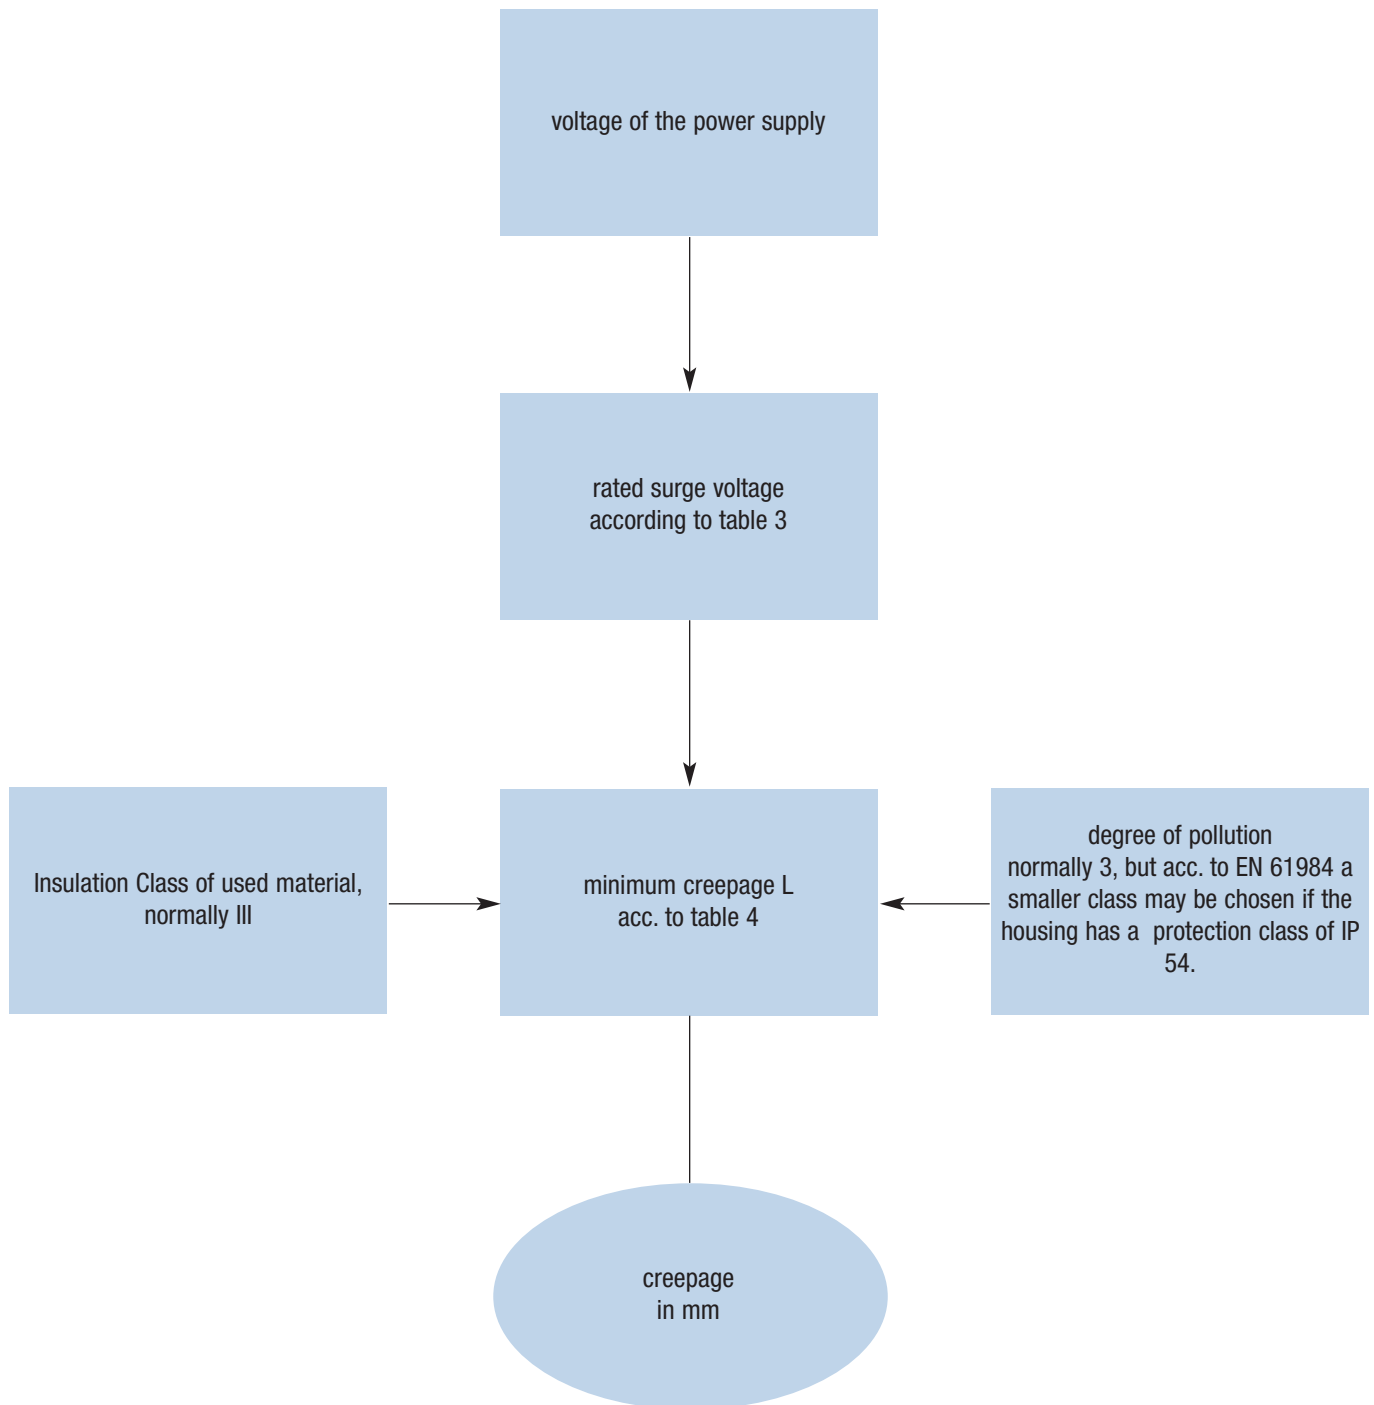 voltage of the power supply
rated surge voltage
according to table 3
Insulation Class of used material,
normally III
minimum creepage L
acc. to table 4
degree of pollution
normally 3, but acc. to EN 61984 a
smaller class may be chosen if the
housing has a  protection class of IP
54.
creepage
in mm